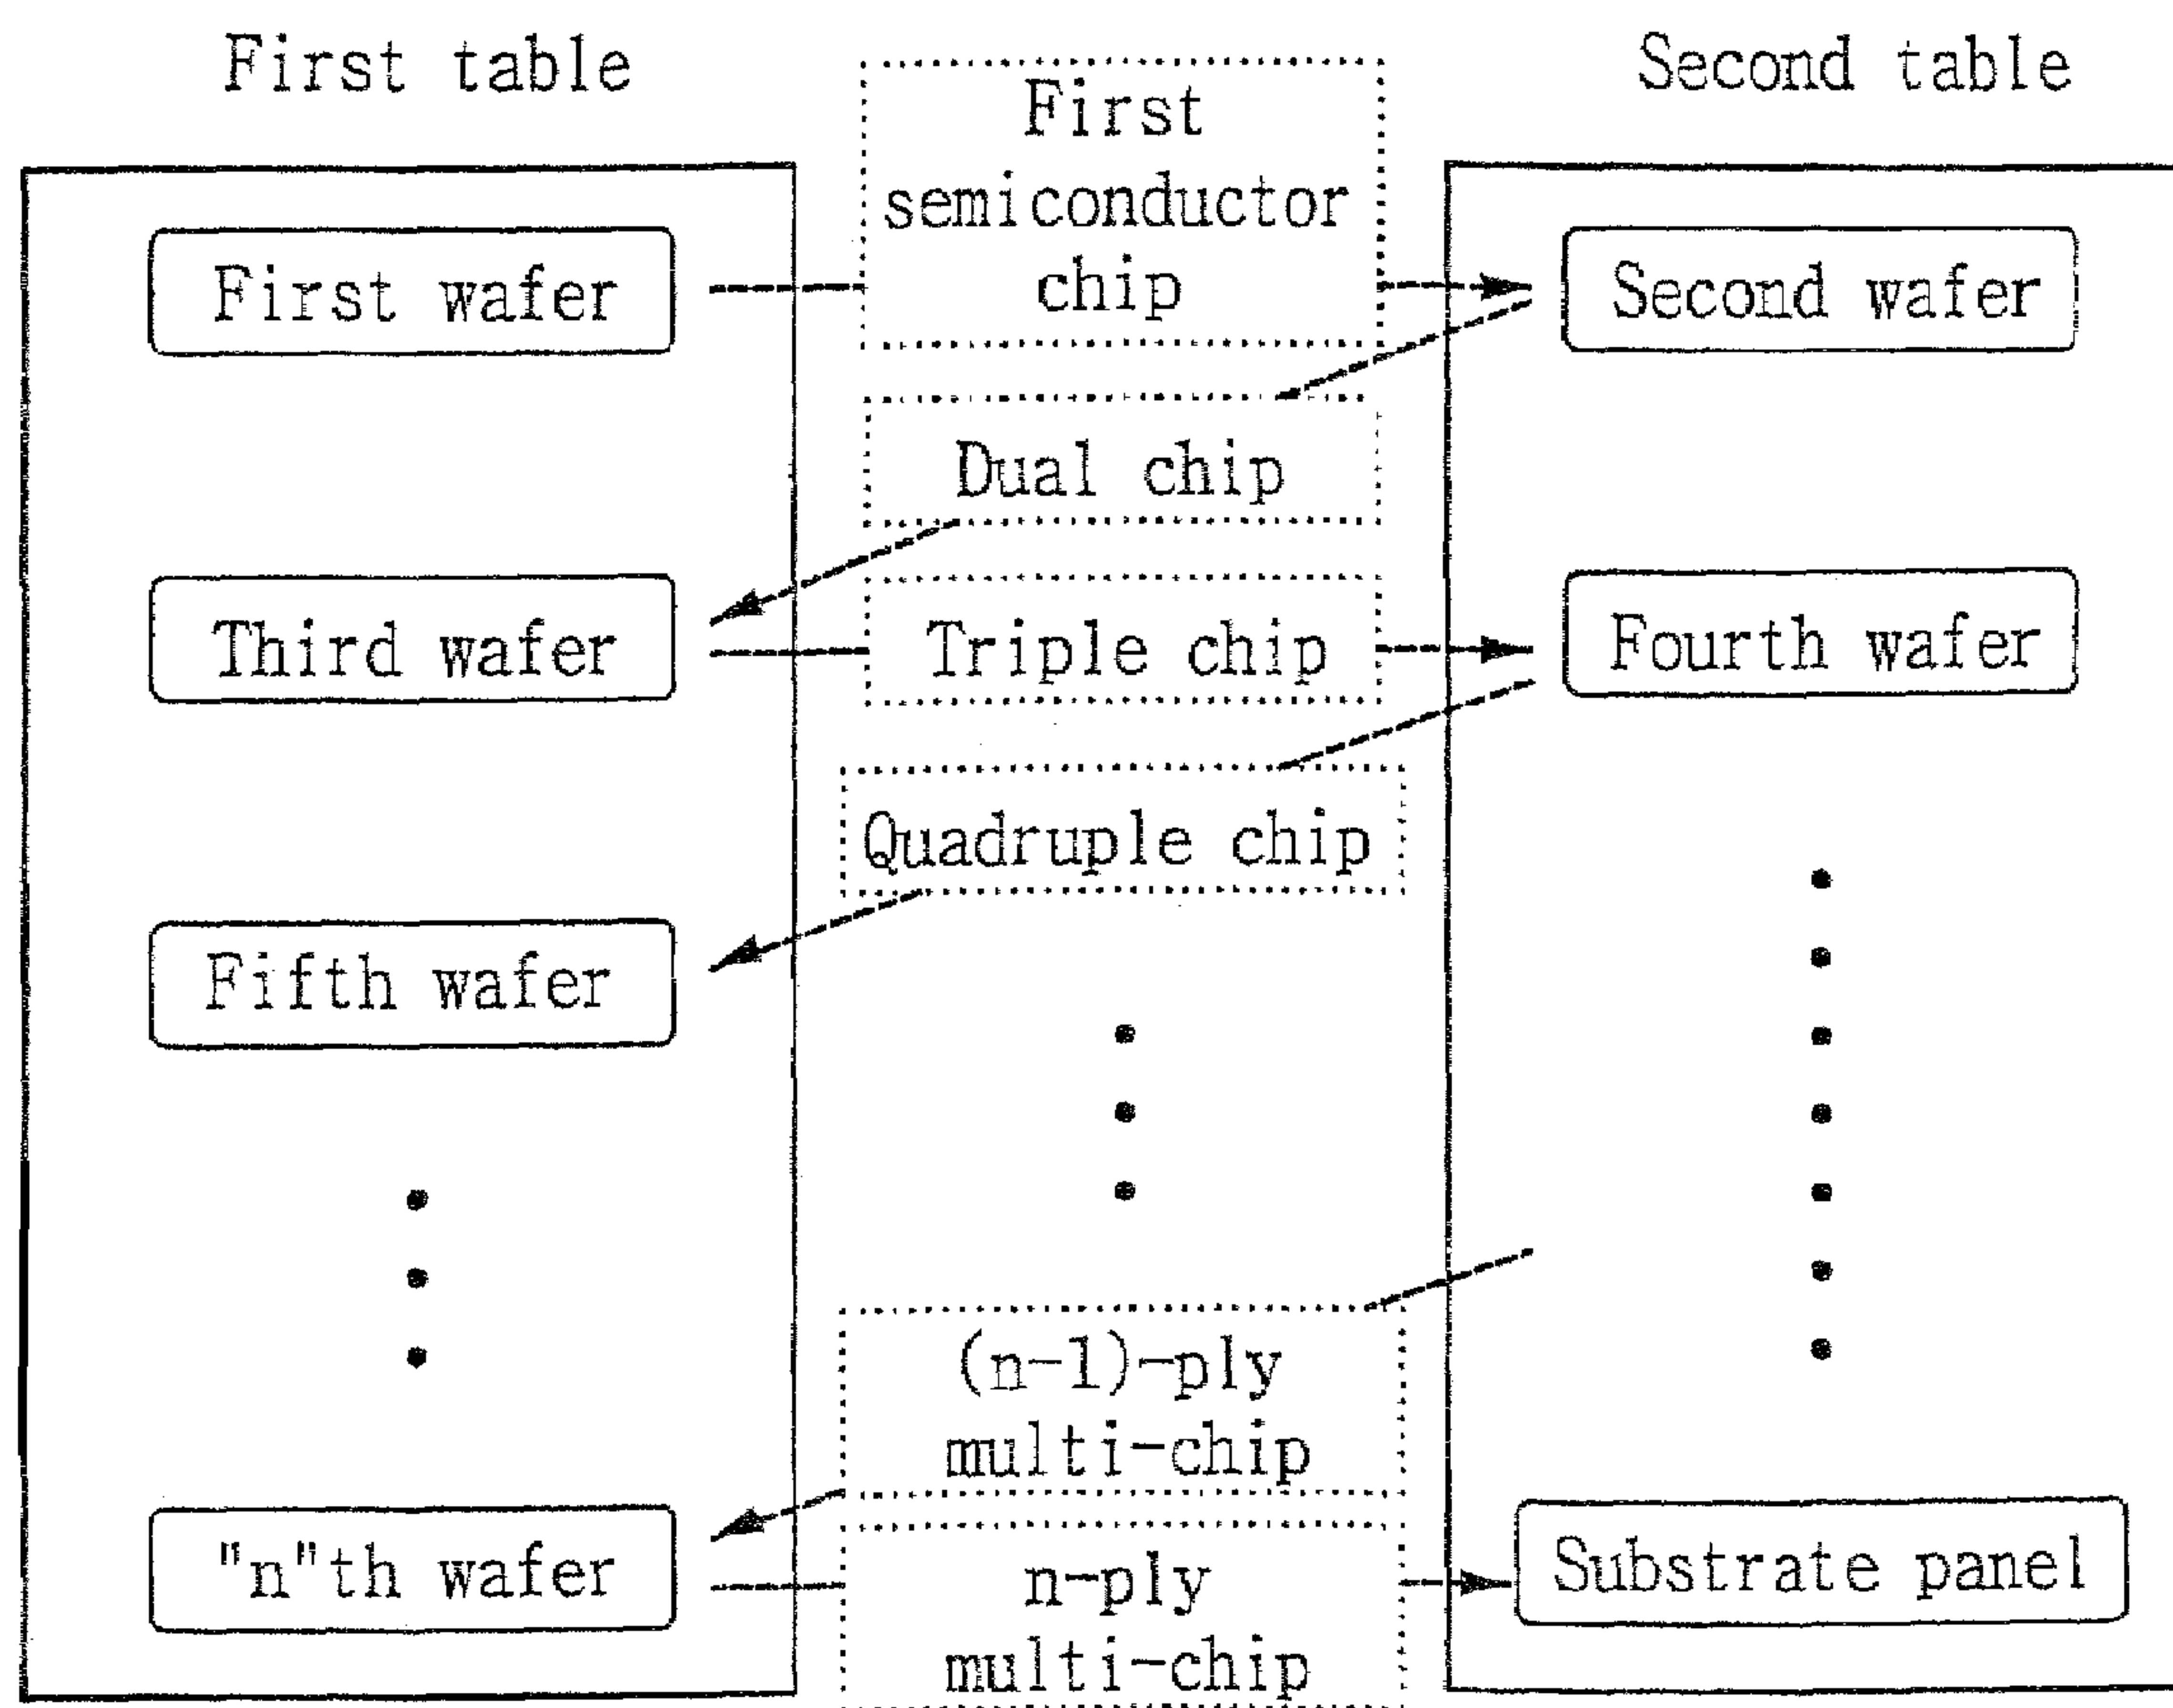 First table
Second table
First
semiconductor
chip
First wafer
Second wafer
Dual chip
Third wafer
Triple chip
Fourth wafer
Quadruple chip
Fifth wafer
(n-1)-ply
multi-chip
"n"th wafer
n-ply
multi-chip
Substrate panel